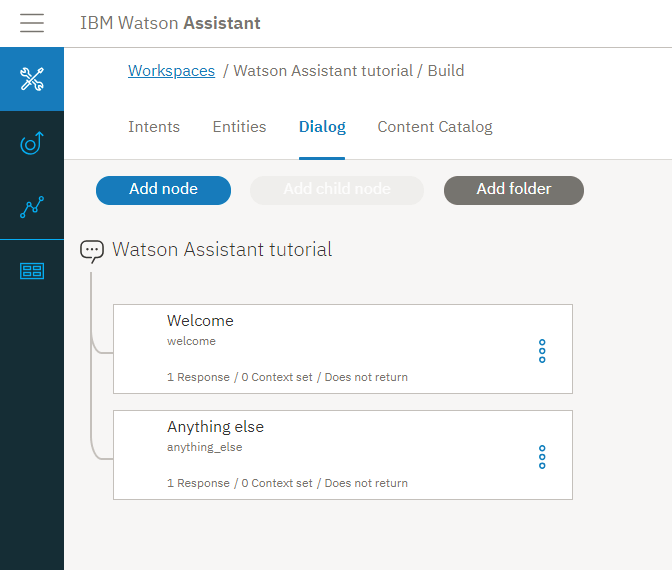 IBM Watson Assistant
Workspaces / Watson Assistant tutorial / Build
Intents Entities Dialog Content Catalog
Add node Add child node Add folder
Watson Assistant tutorial
Welcome
welcome
1 Response / 0 Context set / Does not return
Anything else
anything_else
1 Response / 0 Context set / Does not return